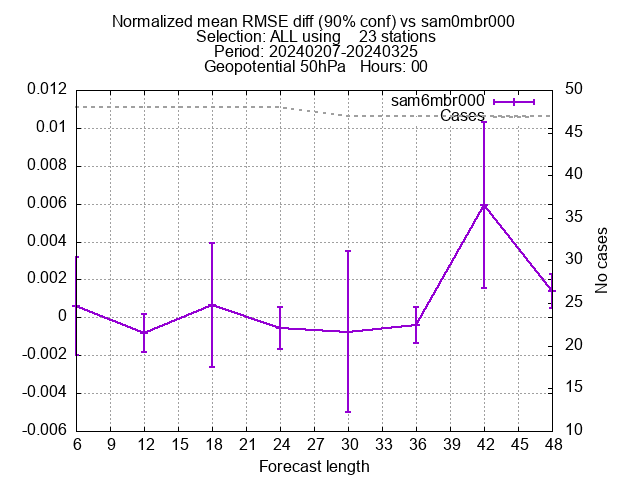 Normalized mean RMSE diff (90% conf) vs sam0mbr000
Selection: ALL using    23 stations
Period: 20240207-20240325
Geopotential 50hPa   Hours: 00
sam6mbr000
Cases
0.012
0.01
0.008
0.006
0.004
0.002
0
-0.002
-0.004
-0.006
50
45
40
35
30
25
20
15
10
No cases
6 9 12 15 18 21 24 27 30 33 36 39 42 45 48
Forecast length